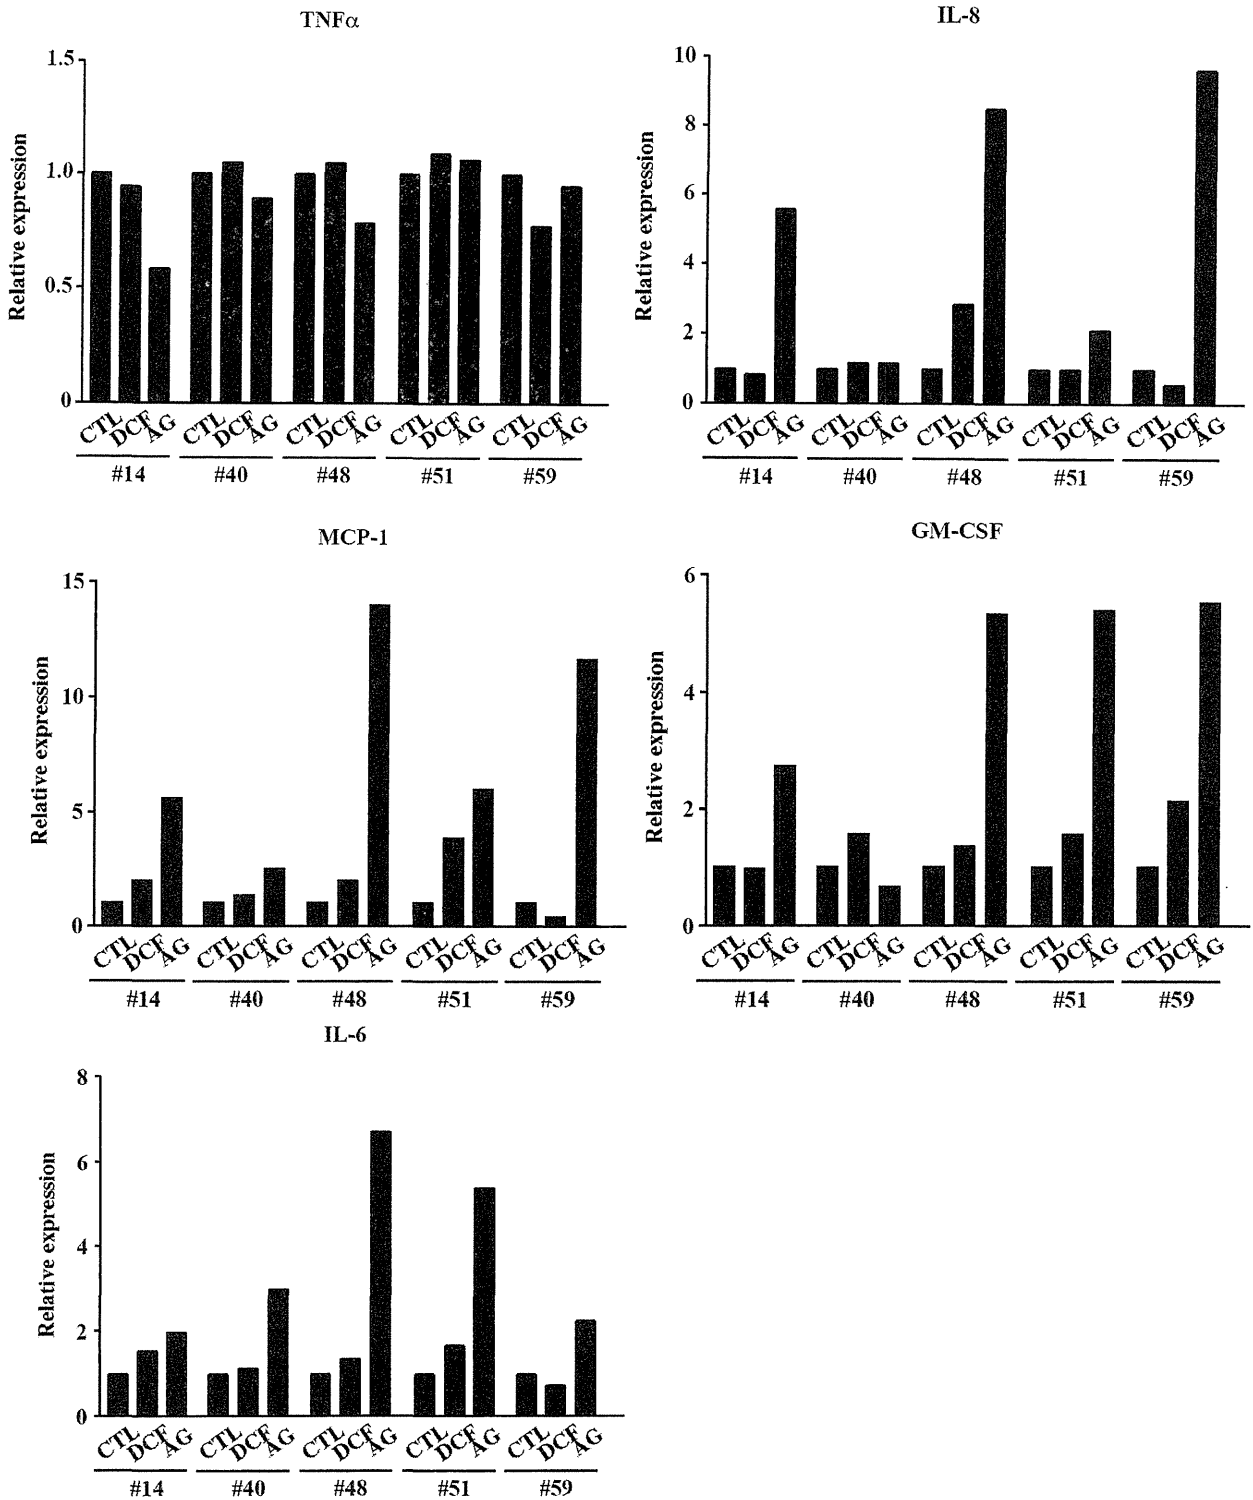 TNFα
Relative expression
1.5
1.0
0.5
0
CTL DCF AG CTL DCF AG CTL DCF AG CTL DCF AG CTL DCF AG
#14 #40 #48 #51 #59
IL-8
Relative expression
10
8
6
4
2
0
CTL DCF AG CTL DCF AG CTL DCF AG CTL DCF AG CTL DCF AG
#14 #40 #48 #51 #59
MCP-1
Relative expression
15
10
5
0
CTL DCF AG CTL DCF AG CTL DCF AG CTL DCF AG CTL DCF AG
#14 #40 #48 #51 #59
GM-CSF
Relative expression
6
4
2
0
CTL DCF AG CTL DCF AG CTL DCF AG CTL DCF AG CTL DCF AG
#14 #40 #48 #51 #59
IL-6
Relative expression
8
6
4
2
0
CTL DCF AG CTL DCF AG CTL DCF AG CTL DCF AG CTL DCF AG
#14 #40 #48 #51 #59